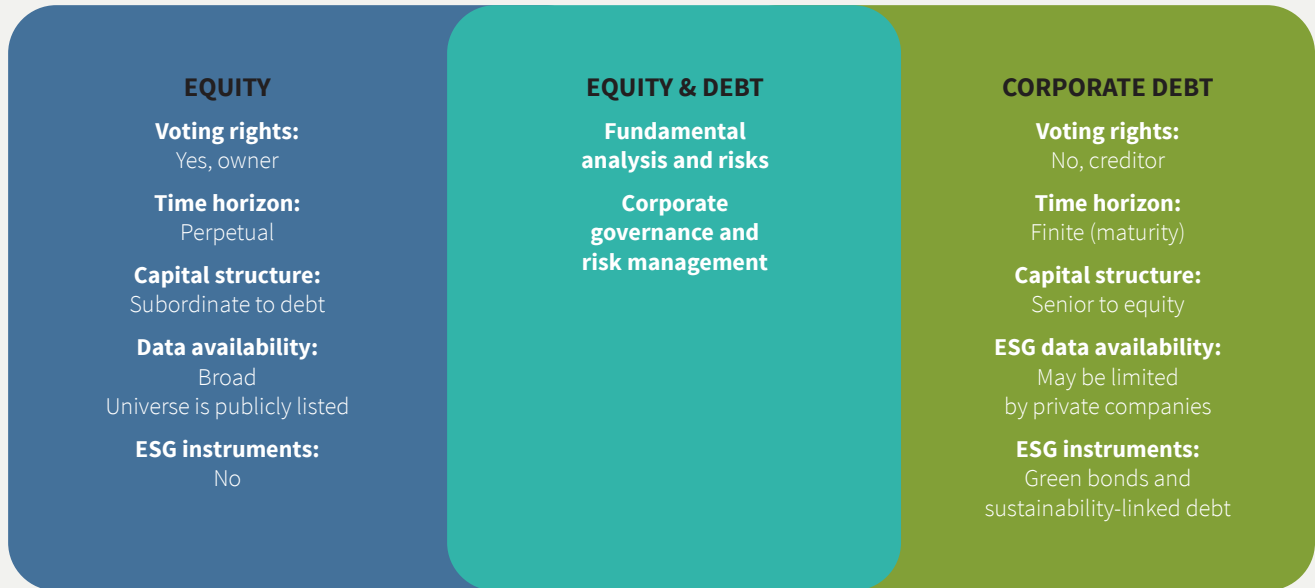 EQUITY
Voting rights:
Yes, owner
Time horizon:
Perpetual
Capital structure:
Subordinate to debt
Data availability:
Broad
Universe is publicly listed
ESG instruments:
No
EQUITY & DEBT
Fundamental
analysis and risks
Corporate
governance and
risk management
CORPORATE DEBT
Voting rights:
No, creditor
Time horizon:
Finite (maturity)
Capital structure:
Senior to equity
ESG data availability:
May be limited
by private companies
ESG instruments:
Green bonds and
sustainability-linked debt